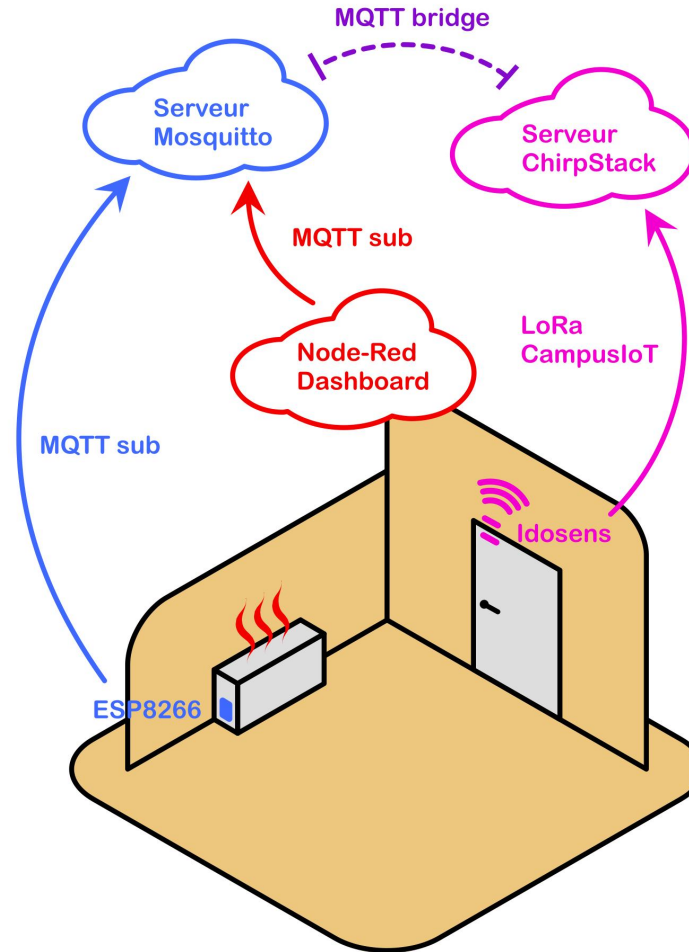 MQTT bridge
Serveur
Mosquitto
Serveur
ChirpStack
MQTT sub
LoRa
CampusIoT
Node-Red
Dashboard
MQTT sub
Idosens
ESP8266